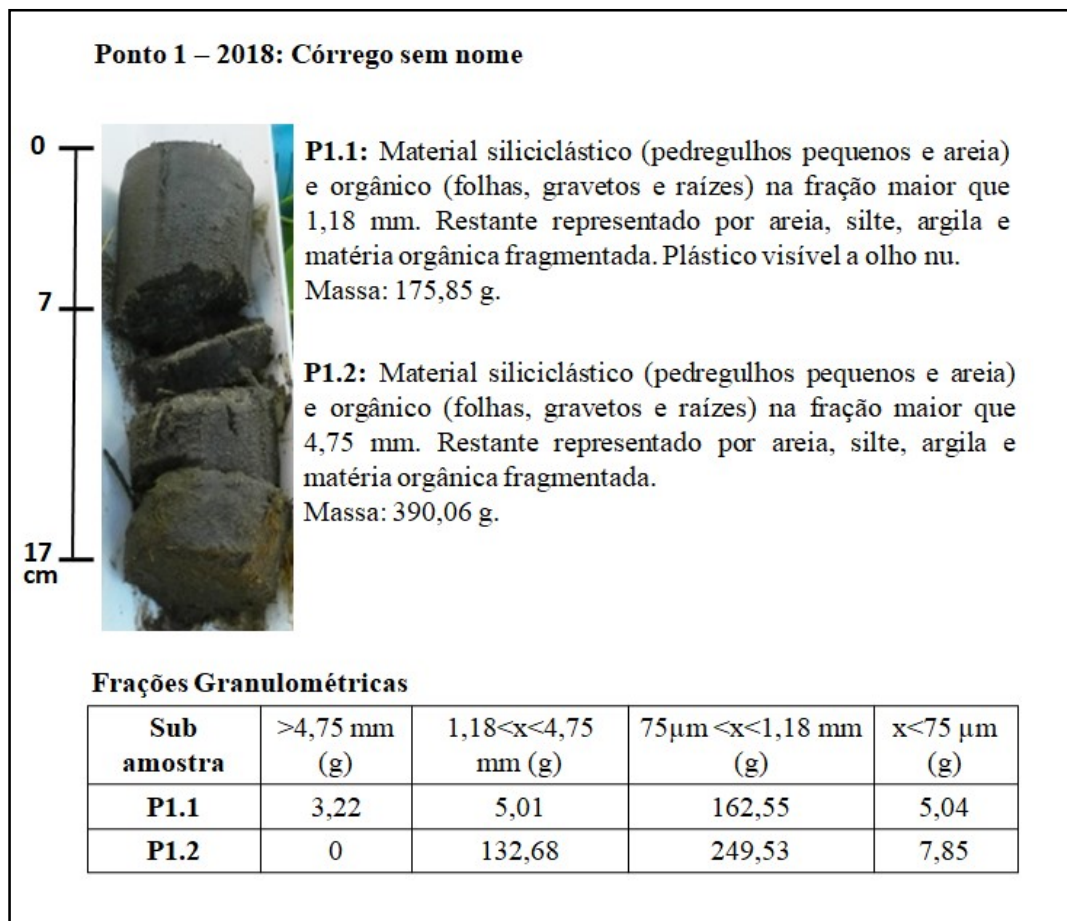 Ponto 1 – 2018: Córrego sem nome
0
7
17
cm
P1.1: Material siliciclástico (pedregulhos pequenos e areia)
e orgânico (folhas, gravetos e raízes) na fração maior que
1,18 mm. Restante representado por areia, silte, argila e
matéria orgânica fragmentada. Plástico visível a olho nu.
Massa: 175,85 g.
P1.2: Material siliciclástico (pedregulhos pequenos e areia)
e orgânico (folhas, gravetos e raízes) na fração maior que
4,75 mm. Restante representado por areia, silte, argila e
matéria orgânica fragmentada.
Massa: 390,06 g.
Frações Granulométricas
Sub amostra >4,75 mm (g) 1,18<x<4,75 mm (g) 75µm <x<1,18 mm (g) x<75 µm (g)
P1.1 3,22 5,01 162,55 5,04
P1.2 0 132,68 249,53 7,85